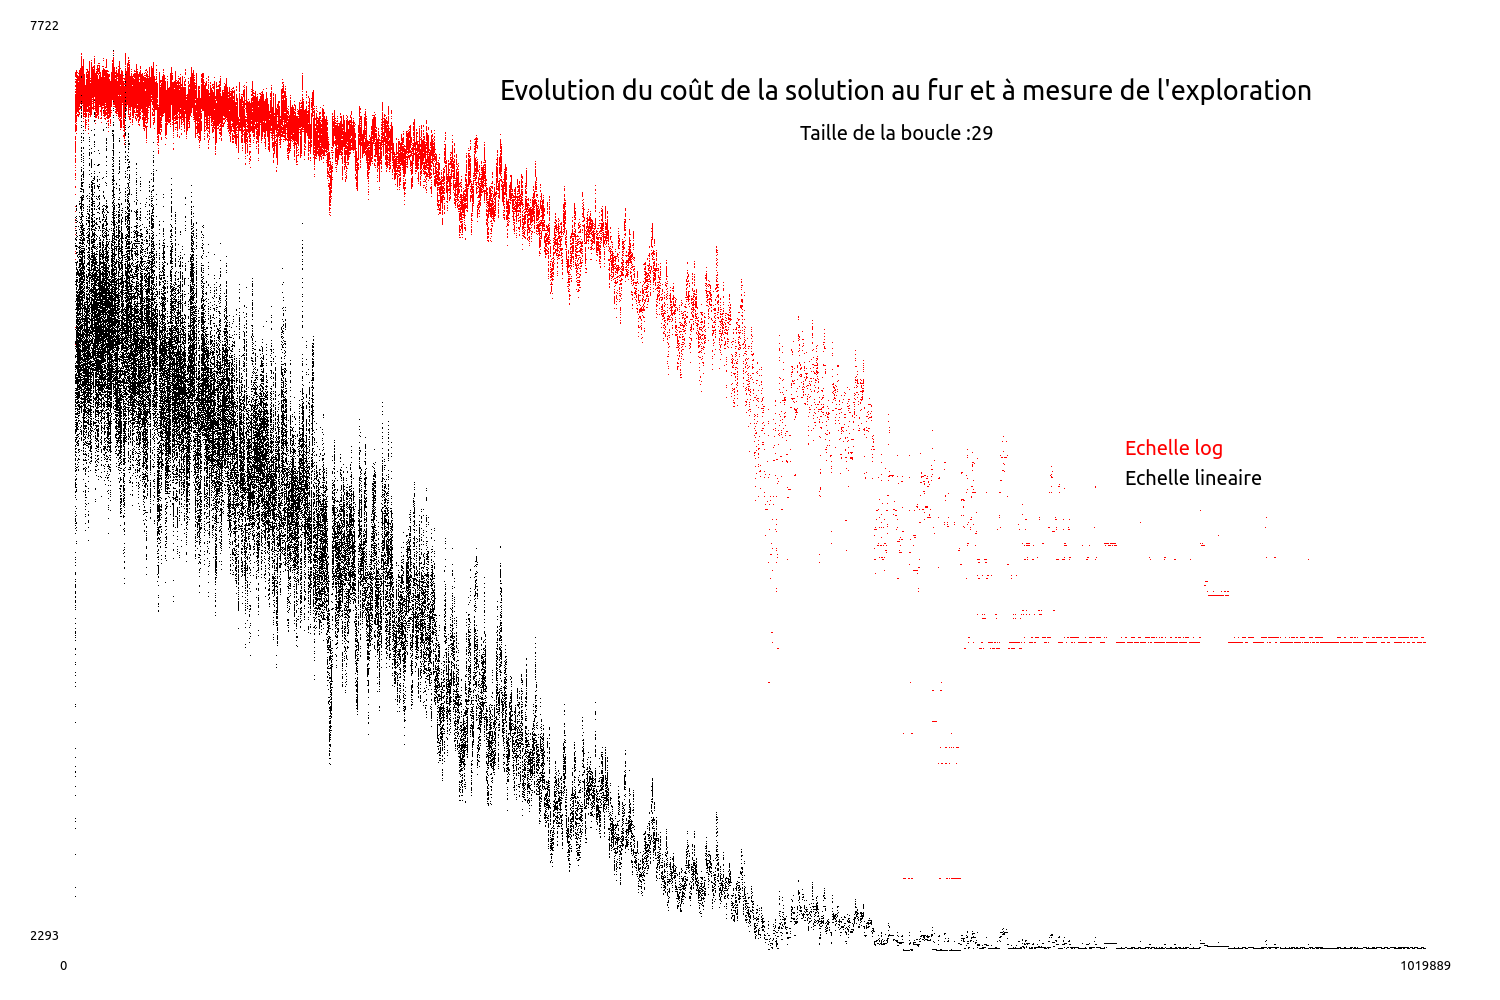 7722
Evolution du coût de la solution au fur et à mesure de l'exploration
Taille de la boucle :29
Echelle log
Echelle lineaire
2293
0
1019889